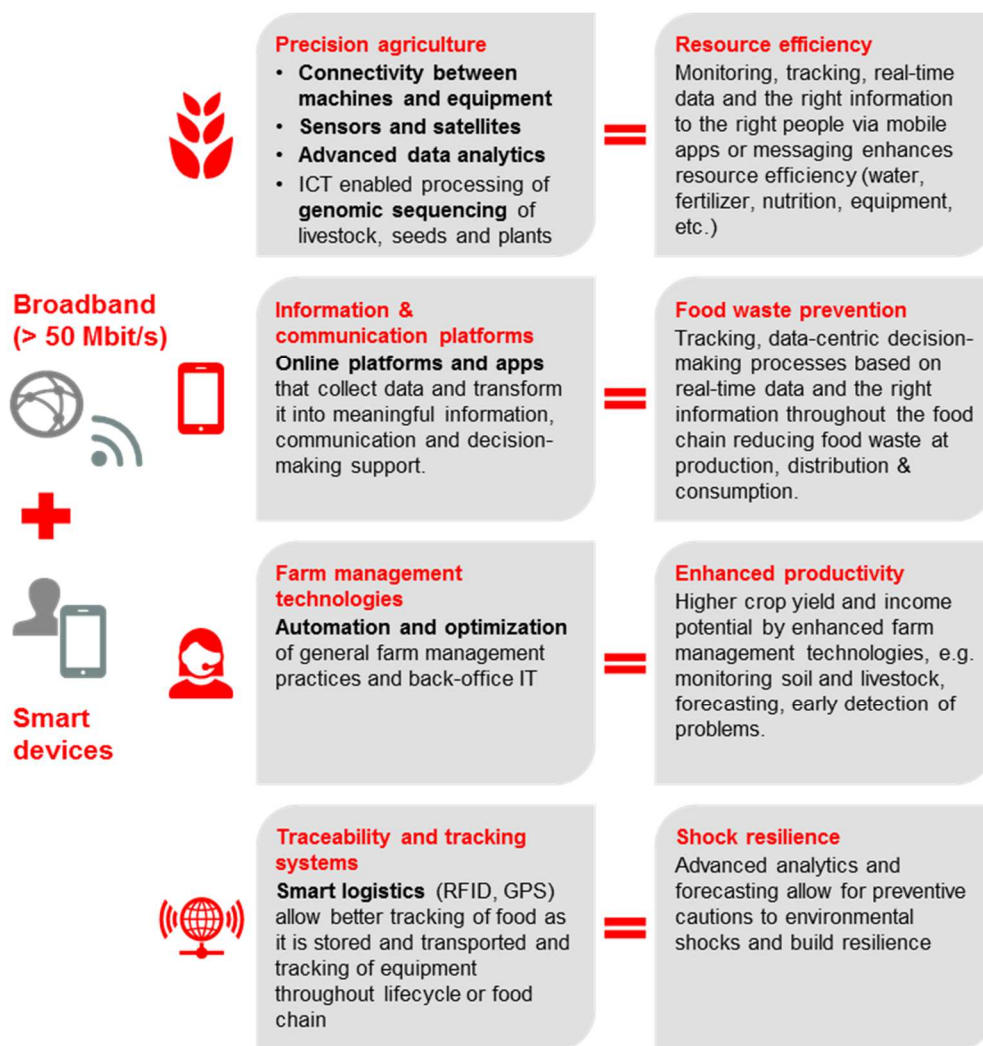 Precision agriculture
• Connectivity between
machines and equipment
• Sensors and satellites
• Advanced data analytics
• ICT enabled processing of
genomic sequencing of
livestock, seeds and plants
Resource efficiency
Monitoring, tracking, real-time
data and the right information
to the right people via mobile
apps or messaging enhances
resource efficiency (water,
fertilizer, nutrition, equipment,
etc.)
Broadband
(> 50 Mbit/s)
Smart
devices
Information &
communication platforms
Online platforms and apps
that collect data and transform
it into meaningful information,
communication and decision-
making support.
Food waste prevention
Tracking, data-centric decision-
making processes based on
real-time data and the right
information throughout the food
chain reducing food waste at
production, distribution &
consumption.
Farm management
technologies
Automation and optimization
of general farm management
practices and back-office IT
Enhanced productivity
Higher crop yield and income
potential by enhanced farm
management technologies, e.g.
monitoring soil and livestock,
forecasting, early detection of
problems.
Traceability and tracking
systems
Smart logistics (RFID, GPS)
allow better tracking of food as
it is stored and transported and
tracking of equipment
throughout lifecycle or food
chain
Shock resilience
Advanced analytics and
forecasting allow for preventive
cautions to environmental
shocks and build resilience